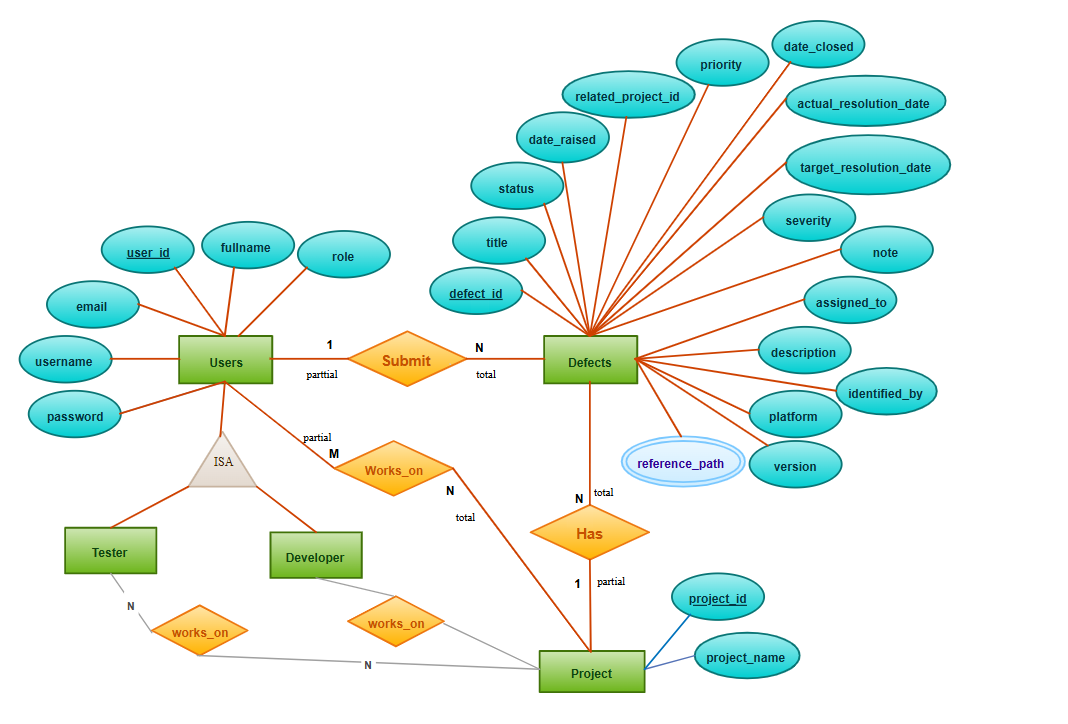 date_closed
priority
related_project_id
actual_resolution_date
date_raised
target_resolution_date
status
severity
title
note
user_id
fullname
role
defect_id
assigned_to
email
description
username
Users
1
parttial
Submit
N
total
Defects
identified_by
password
platform
reference_path
version
ISA
partial
M
Works_on
N
total
N
total
Has
1
partial
Tester
Developer
N
works_on
works_on
N
Project
project_id
project_name